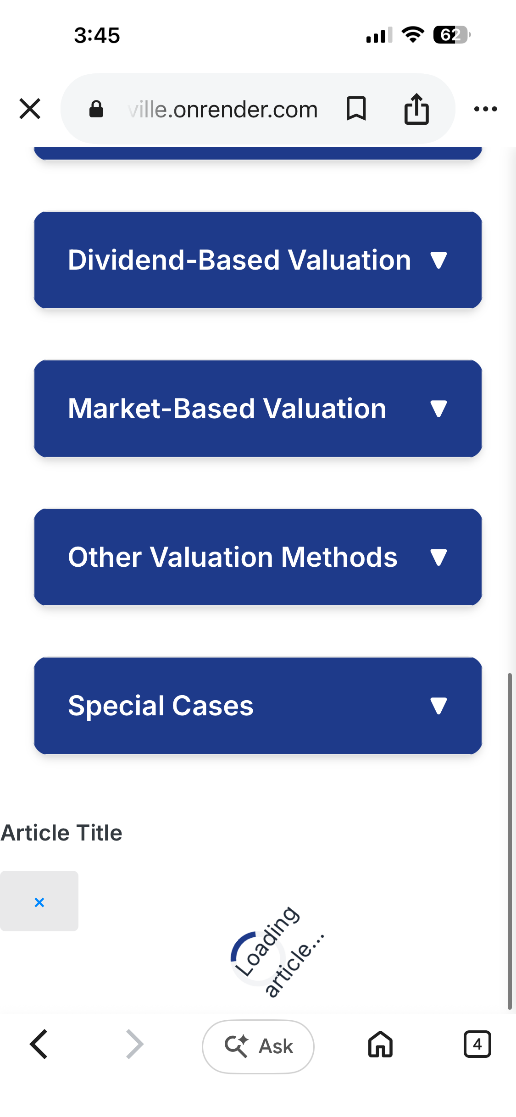 3:45
62
ville.onrender.com
Dividend-Based Valuation
Market-Based Valuation
Other Valuation Methods
Special Cases
Article Title
×
Loading
article...
Ask
4